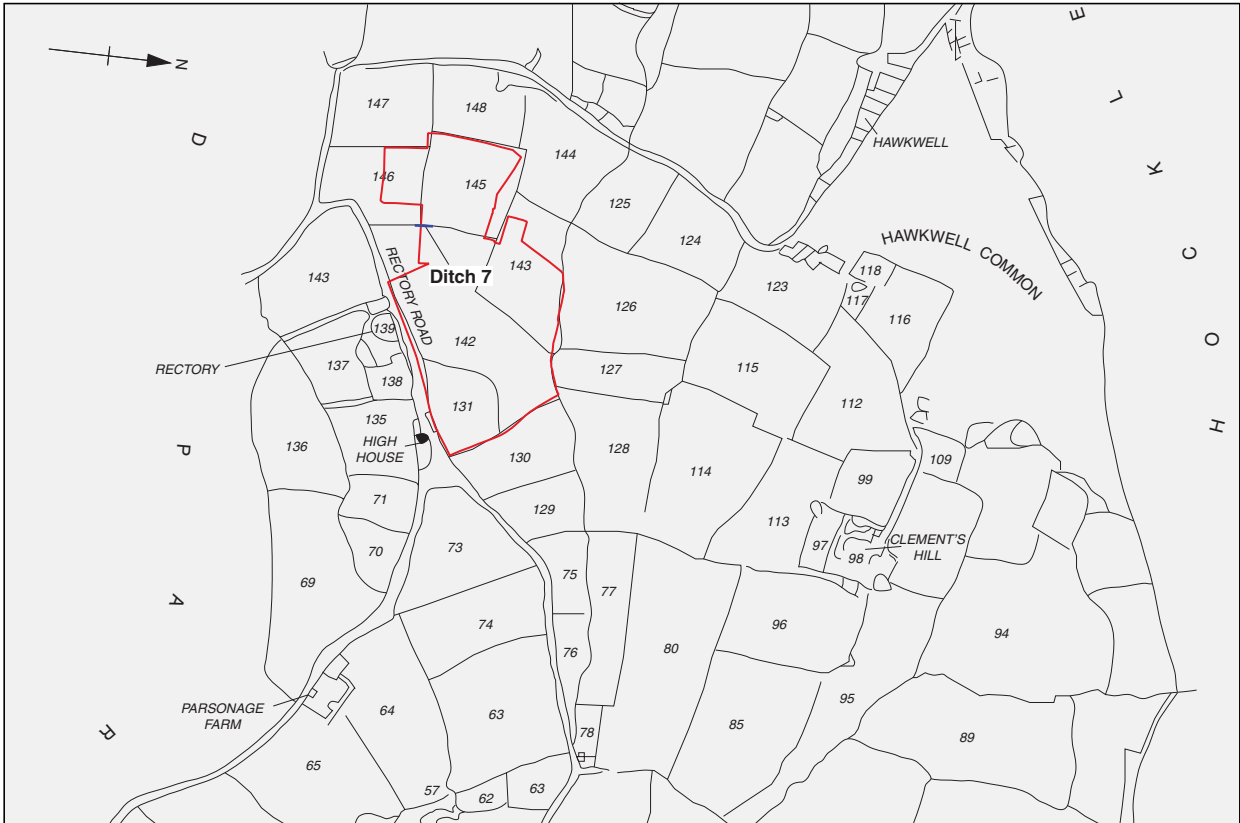 N
D
E
L
K
C
O
H
147
148
144
HAWKWELL
146
145
125
124
HAWKWELL COMMON
143
Ditch 7
143
123
118
117
116
RECTORY ROAD
126
139
142
RECTORY
137
138
127
115
131
112
135
136
HIGH
HOUSE
130
128
109
114
99
71
129
113
97
CLEMENT'S
HILL
98
70
73
75
77
69
74
96
94
76
80
P
A
R
PARSONAGE
FARM
64
63
95
78
85
89
65
57
62
63